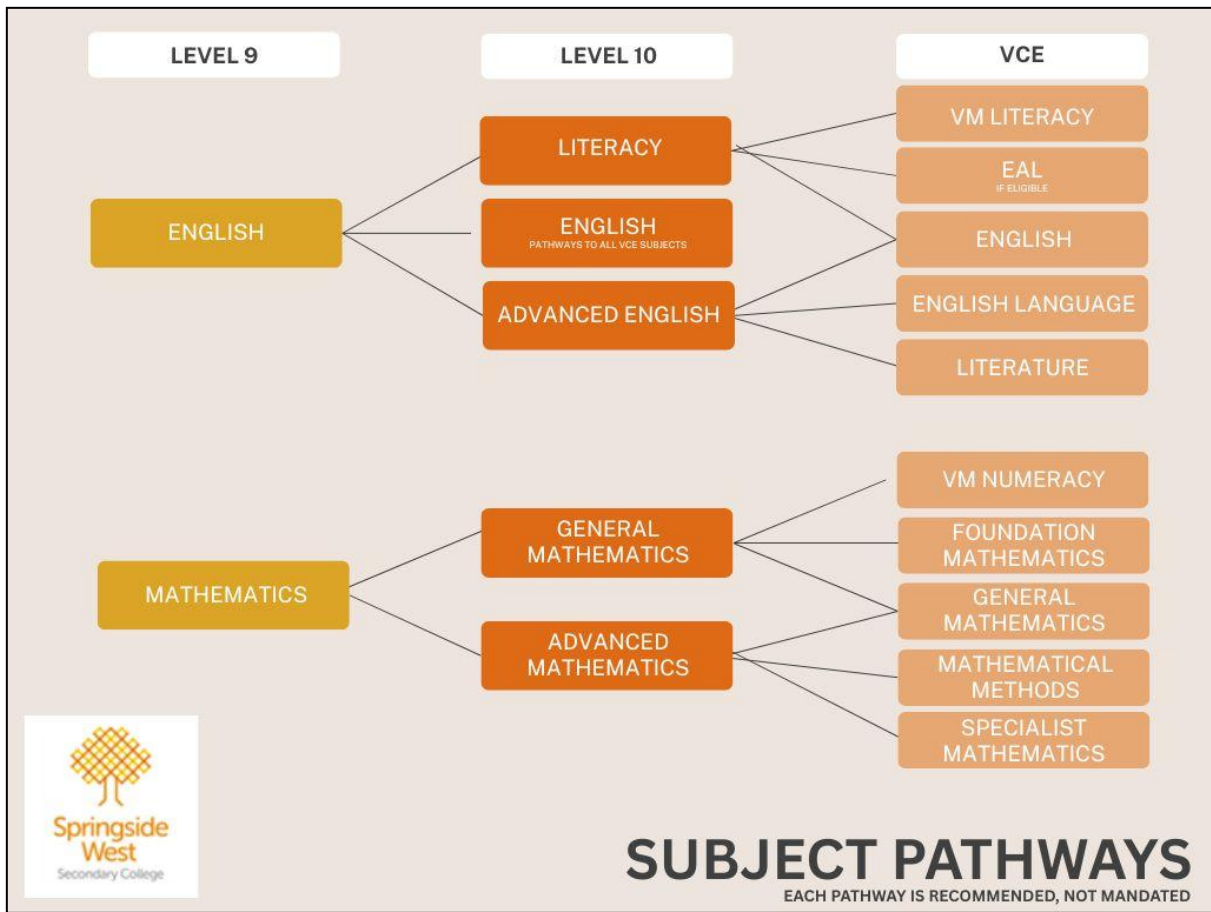 LEVEL 9
LEVEL 10
VCE
ENGLISH
LITERACY
ENGLISH
PATHWAYS TO ALL VCE SUBJECTS
ADVANCED ENGLISH
VM LITERACY
EAL
IF ELIGIBLE
ENGLISH
ENGLISH LANGUAGE
LITERATURE
MATHEMATICS
GENERAL
MATHEMATICS
ADVANCED
MATHEMATICS
VM NUMERACY
FOUNDATION
MATHEMATICS
GENERAL
MATHEMATICS
MATHEMATICAL
METHODS
SPECIALIST
MATHEMATICS
Springside
West
Secondary College
SUBJECT PATHWAYS
EACH PATHWAY IS RECOMMENDED, NOT MANDATED